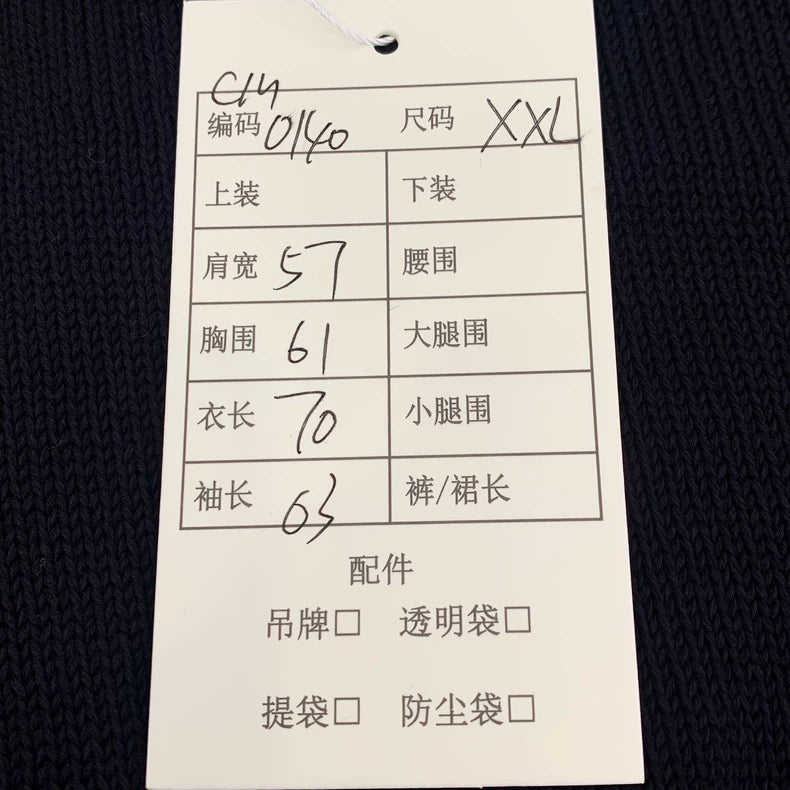 C14
编码 0140 尺码 XXL
上装 下装
肩宽 57 腰围
胸围 61 大腿围
衣长 70 小腿围
袖长 63 裤/裙长
配件
吊牌□ 透明袋□
提袋□ 防尘袋□